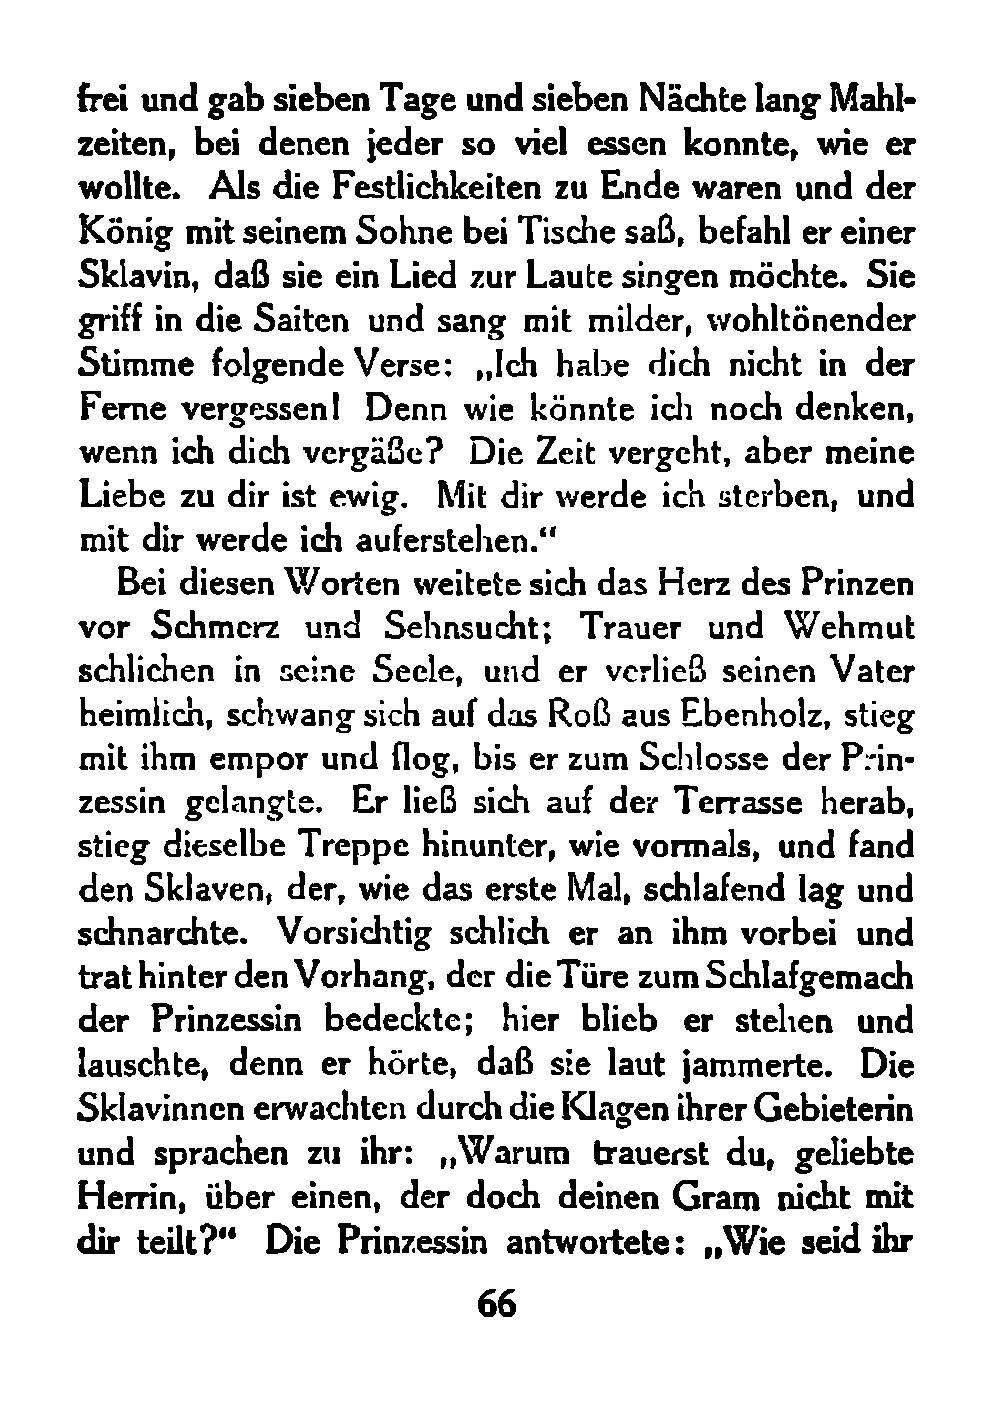 frei und gab sieben Tage und sieben Nächte lang Mahl-
zeiten, bei denen jeder so viel essen konnte, wie er
wollte. Als die Festlichkeiten zu Ende waren und der
König mit seinem Sohne bei Tische saß, befahl er einer
Sklavin, daß sie ein Lied zur Laute singen möchte. Sie
griff in die Saiten und sang mit milder, wohltönender
Stimme folgende Verse: „Ich habe dich nicht in der
Ferne vergessen! Denn wie könnte ich noch denken,
wenn ich dich vergäße? Die Zeit vergeht, aber meine
Liebe zu dir ist ewig. Mit dir werde ich sterben, und
mit dir werde ich auferstehen.“
Bei diesen Worten weitete sich das Herz des Prinzen
vor Schmerz und Sehnsucht; Trauer und Wehmut
schlichen in seine Seele, und er verließ seinen Vater
heimlich, schwang sich auf das Roß aus Ebenholz, stieg
mit ihm empor und flog, bis er zum Schlosse der Prin-
zessin gelangte. Er ließ sich auf der Terrasse herab,
stieg dieselbe Treppe hinunter, wie vormals, und fand
den Sklaven, der, wie das erste Mal, schlafend lag und
schnarchte. Vorsichtig schlich er an ihm vorbei und
trat hinter den Vorhang, der die Türe zum Schlafgemach
der Prinzessin bedeckte; hier blieb er stehen und
lauschte, denn er hörte, daß sie laut jammerte. Die
Sklavinnen erwachten durch die Klagen ihrer Gebieterin
und sprachen zu ihr: „Warum trauerst du, geliebte
Herrin, über einen, der doch deinen Gram nicht mit
dir teilt?“ Die Prinzessin antwortete: „Wie seid ihr
66